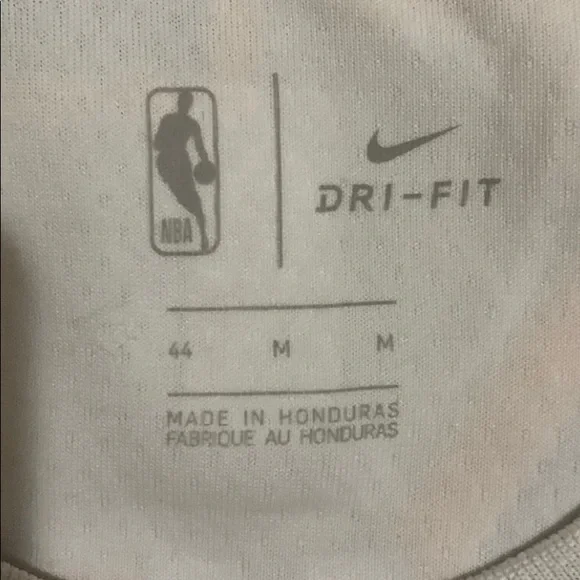 NBA
DRI-FIT
44 M M
MADE IN HONDURAS
FABRIQUE AU HONDURAS